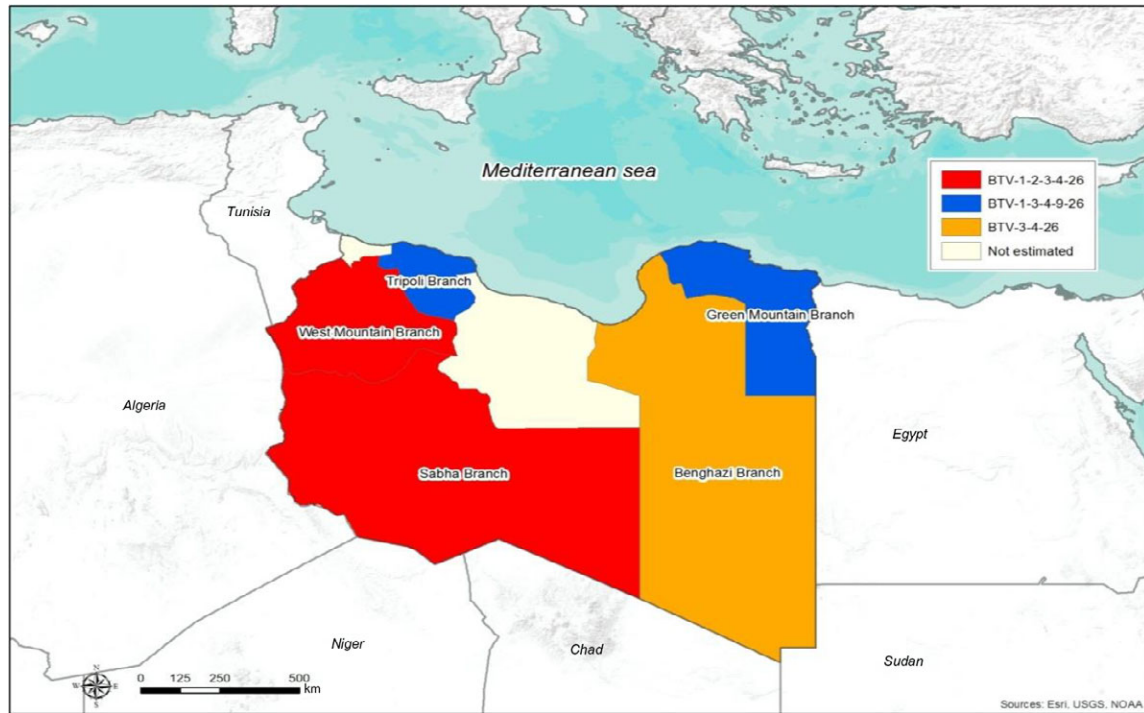 Mediterranean sea
BTV-1-2-3-4-26
BTV-1-3-4-9-26
BTV-3-4-26
Not estimated
Tunisia
Tripoli Branch
West Mountain Branch
Green Mountain Branch
Algeria
Egypt
Sabha Branch
Benghazi Branch
Niger
Chad
Sudan
N
W E
S
0 125 250 500
km
Sources: Esri, USGS, NOAA